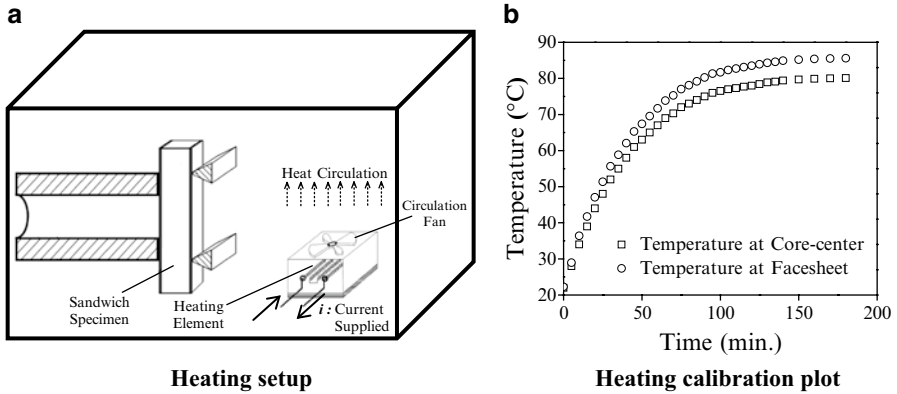 a
Heat Circulation
Circulation
Fan
Sandwich
Specimen
Heating
Element
i : Current
Supplied
Heating setup
b
90
80
70
60
50
40
30
20
0
50
100
150
200
Temperature (°C)
Temperature at Core-center
Temperature at Facesheet
Time (min.)
Heating calibration plot